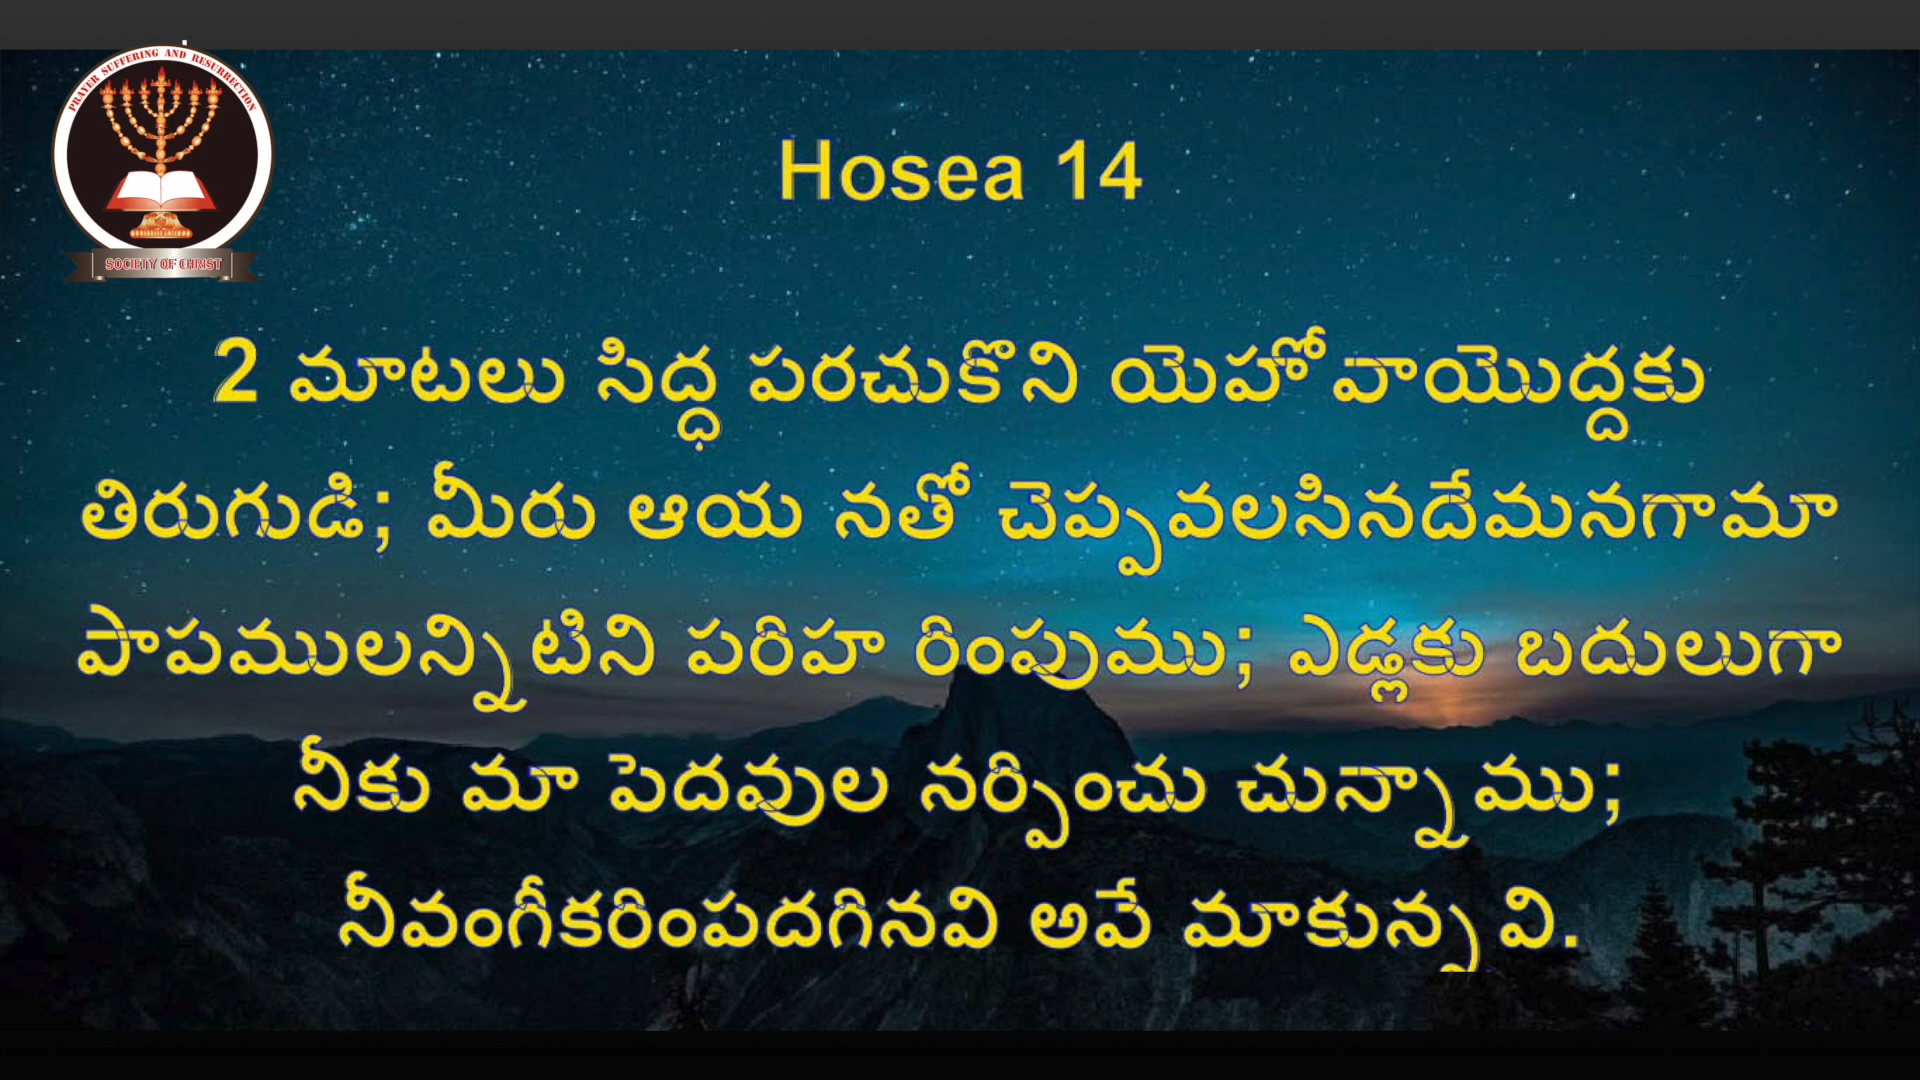 PRAYER SUFFERING AND RESURRECTION
SOCIETY OF CHRIST
Hosea 14
2 మాటలు సిద్ధ పరచుకొని యెహోవాయొద్దకు
తిరుగుడి; మీరు ఆయ నతో చెప్పవలసినదేమనగామా
పాపములన్నిటిని పరిహ రింపుము; ఎడ్లకు బదులుగా
నీకు మా పెదవుల నర్పించు చున్నాము;
నీవంగీకరింపదగినవి అవే మాకున్నవి.